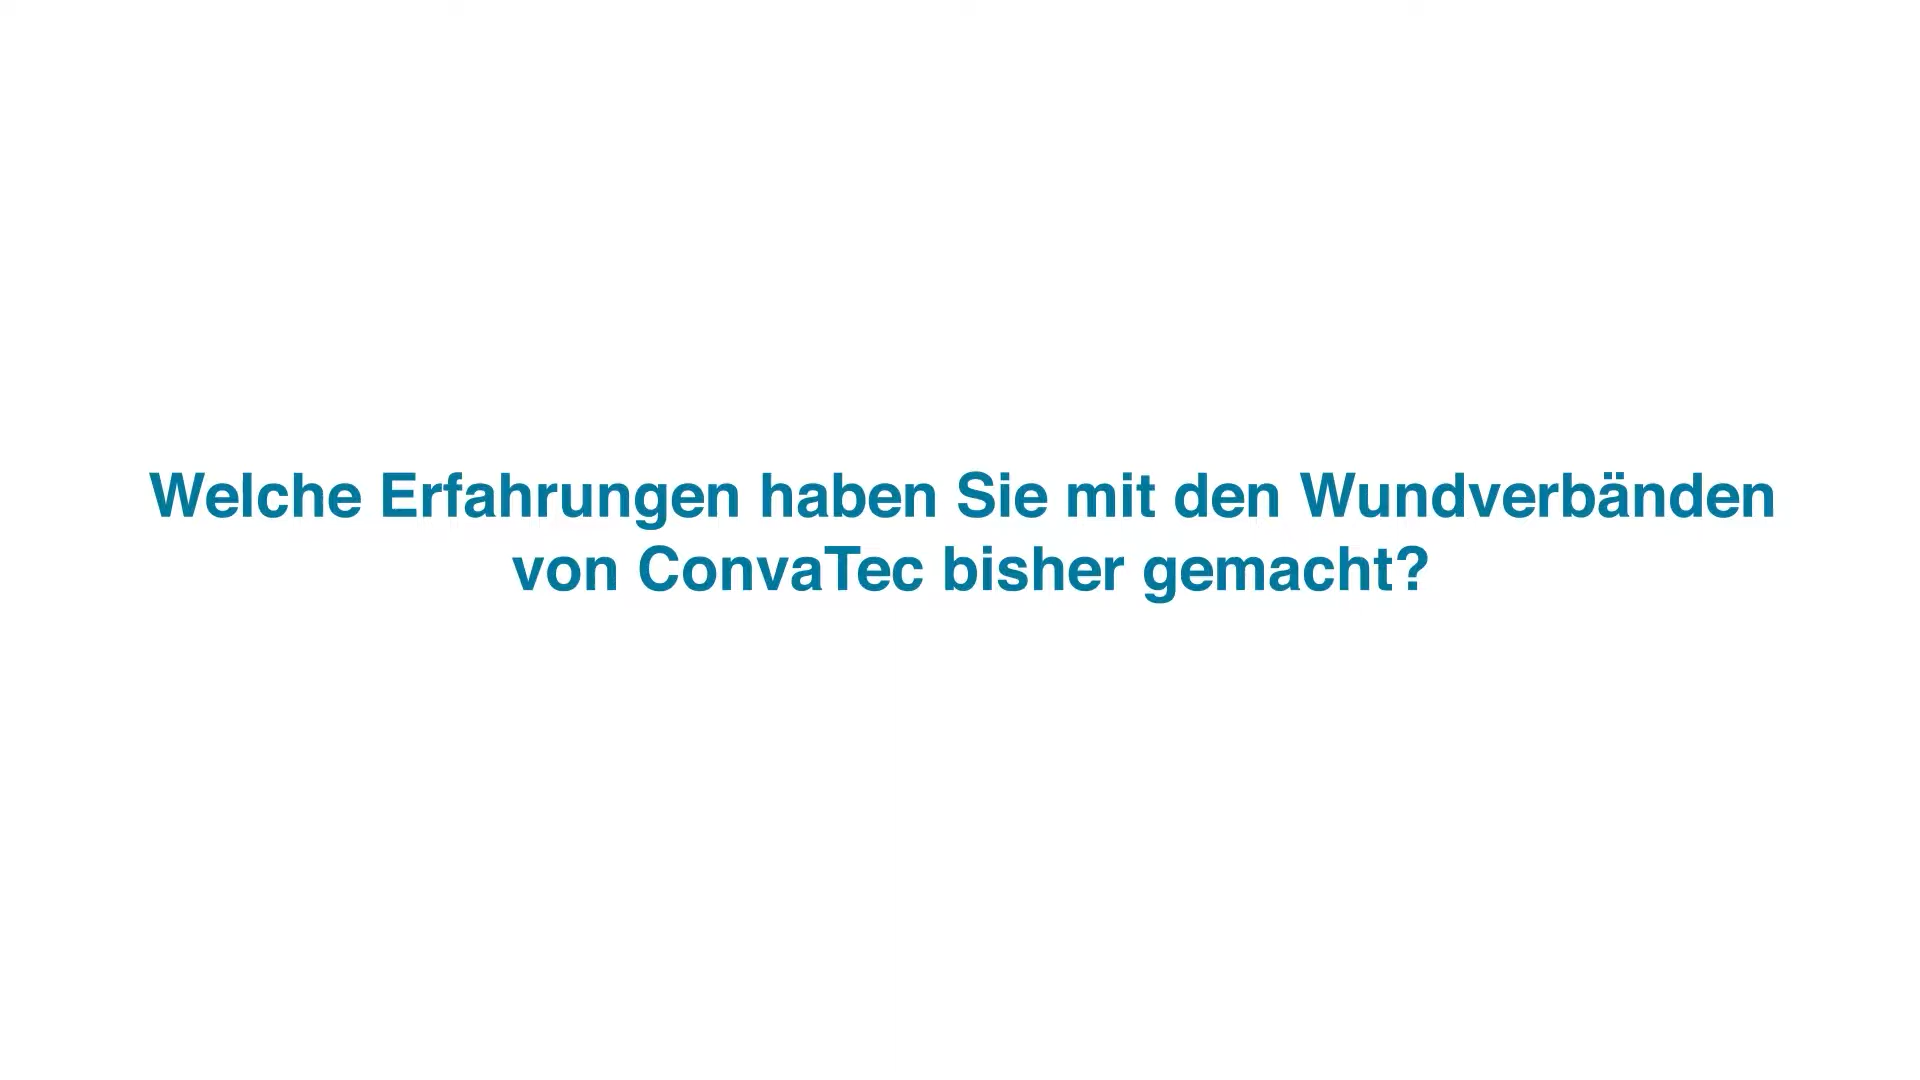 Welche Erfahrungen haben Sie mit den Wundverbänden
von ConvaTec bisher gemacht?